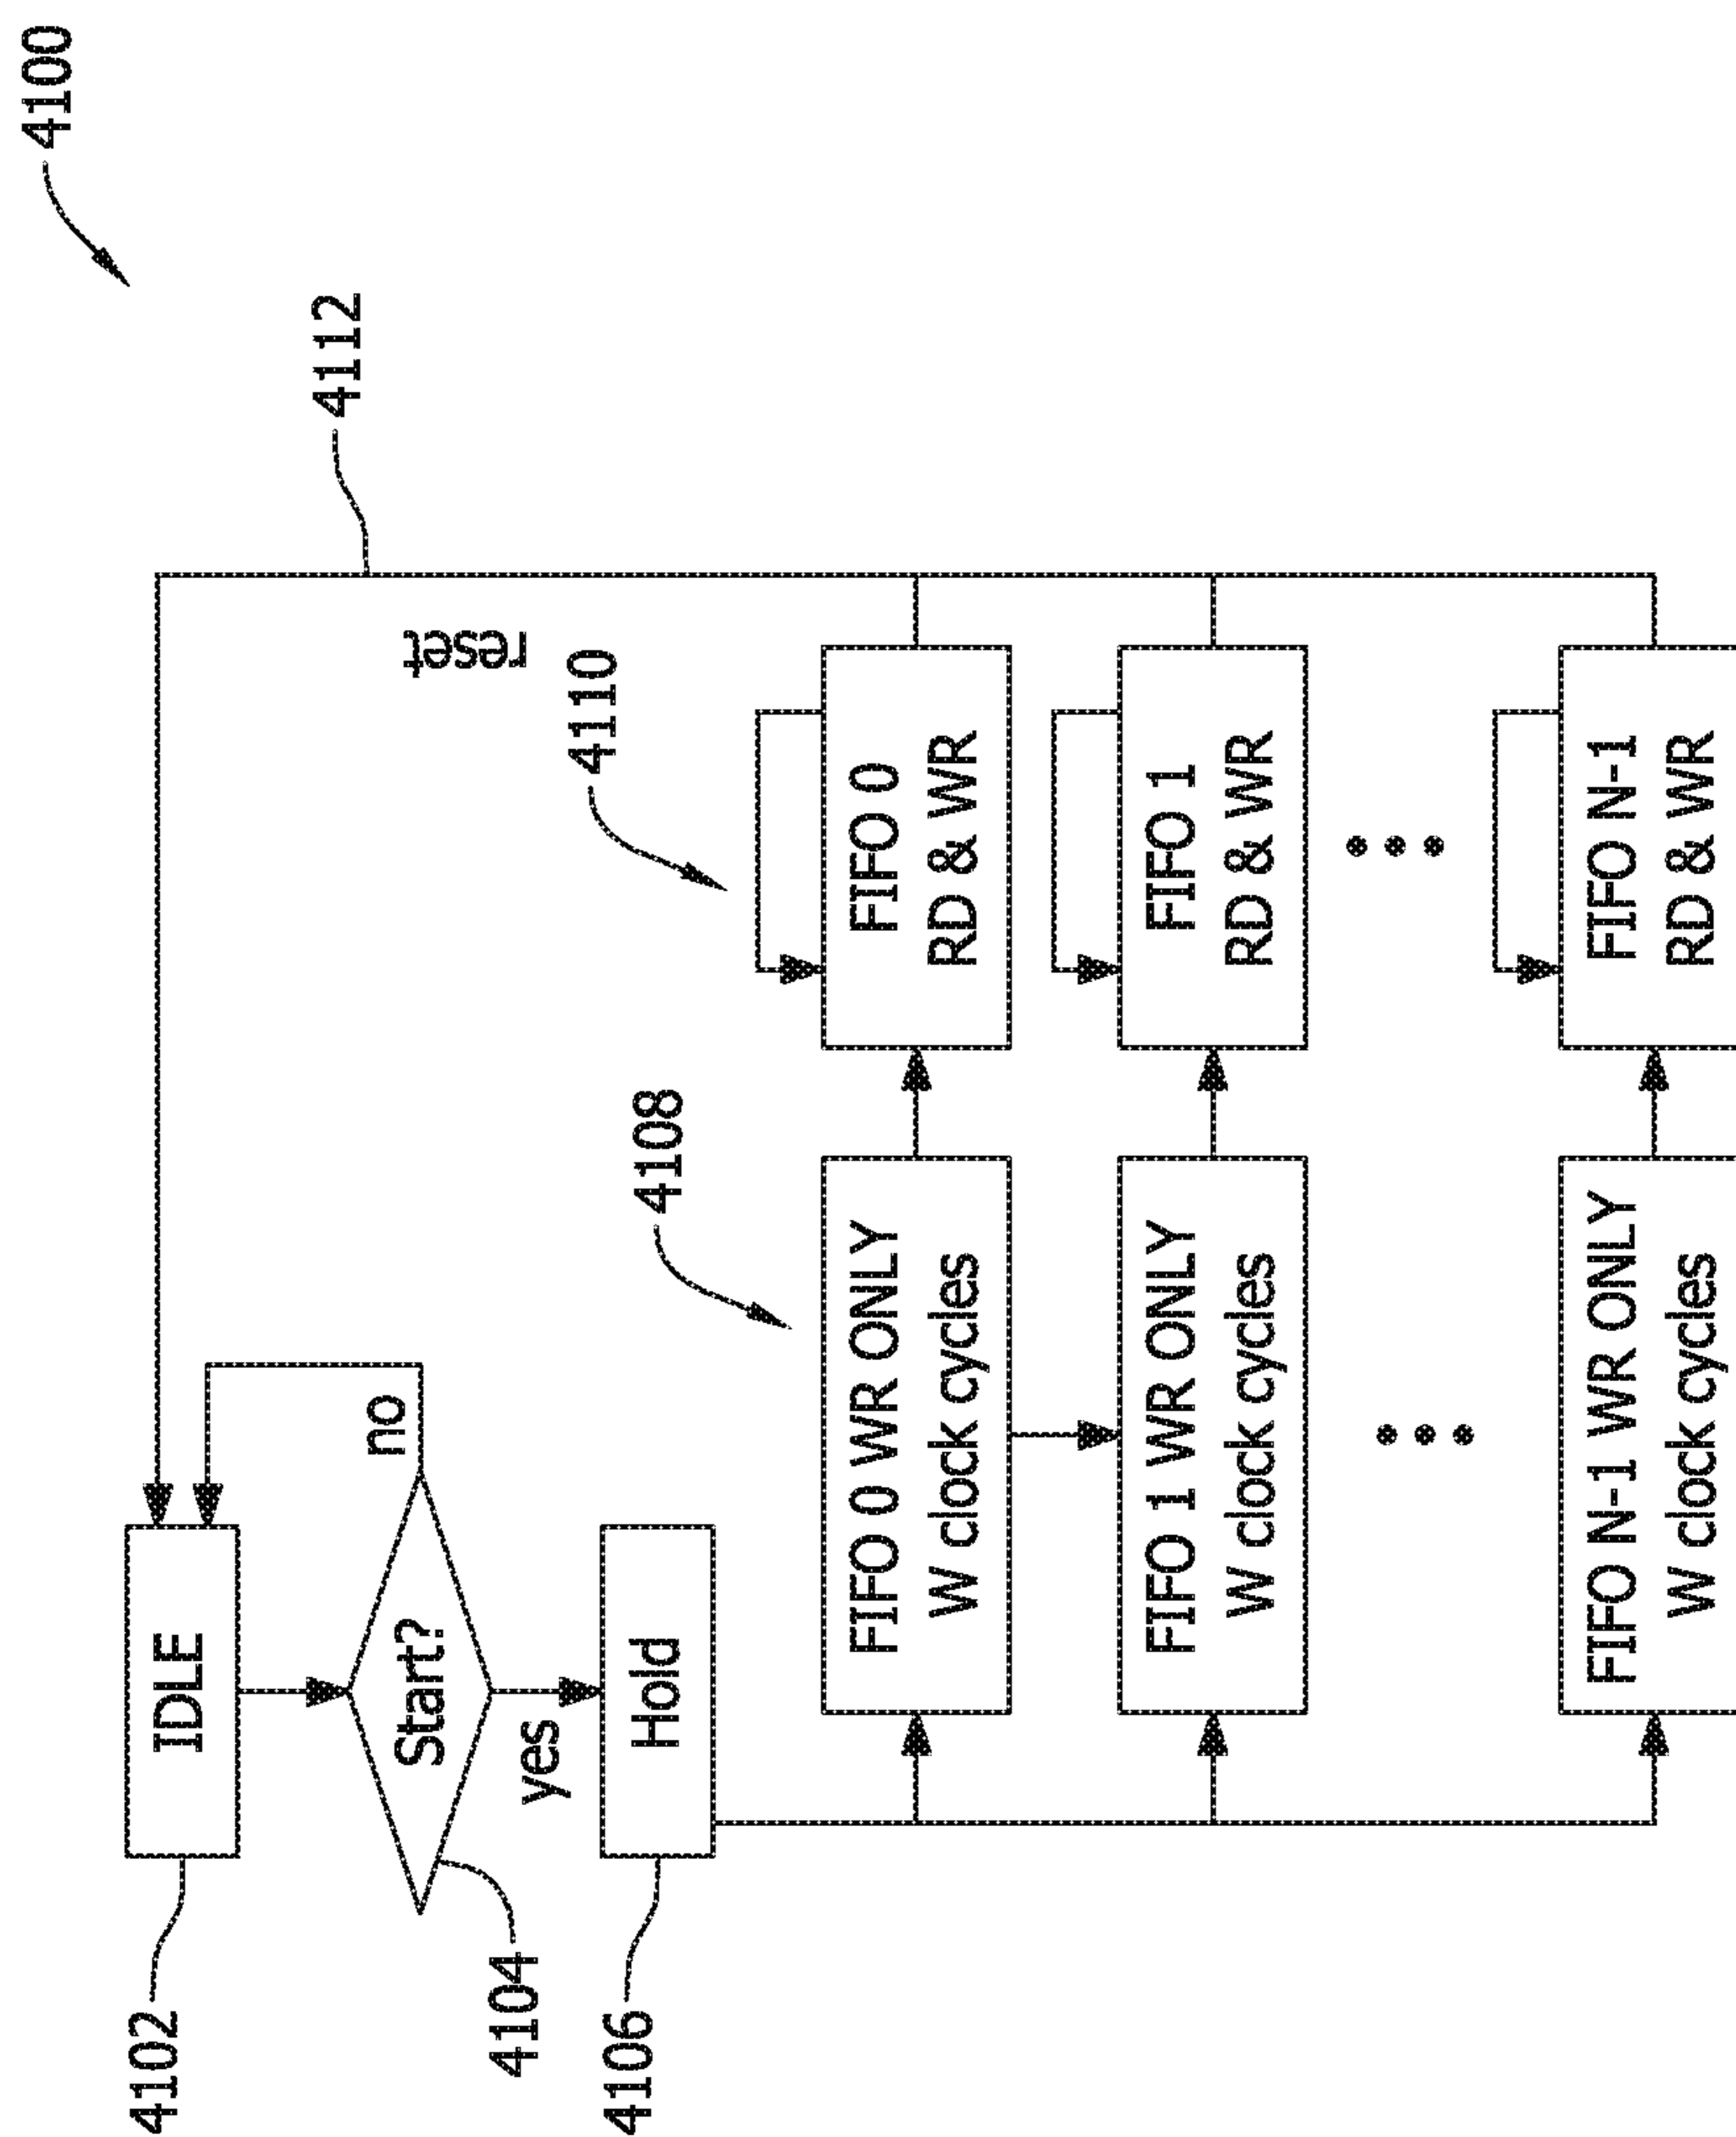 4100
4112
reset
4102
IDLE
4104
Start?
no
yes
4106
Hold
4108
4110
FIFO 0 WR ONLY
W clock cycles
FIFO 0
RD & WR
FIFO 1 WR ONLY
W clock cycles
FIFO 1
RD & WR
FIFO N-1 WR ONLY
W clock cycles
FIFO N-1
RD & WR